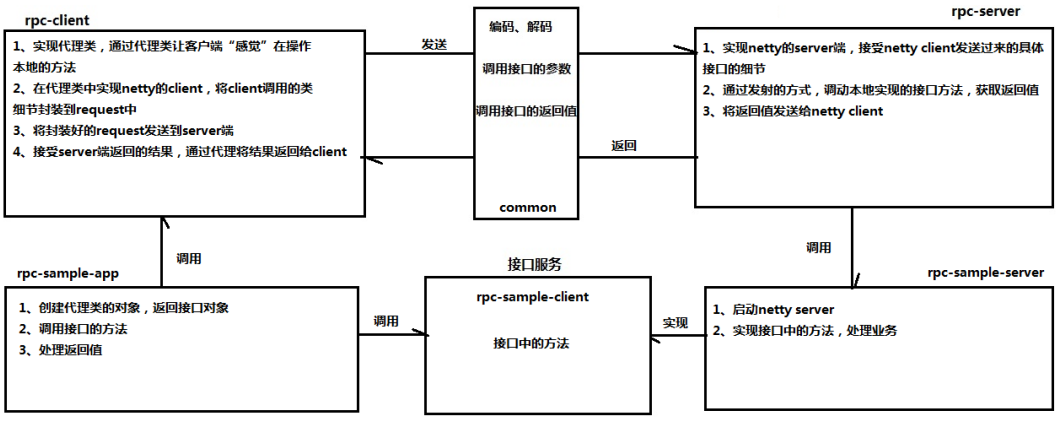 rpc-client
1、实现代理类，通过代理类让客户端“感觉”在操作
本地的方法
2、在代理类中实现netty的client，将client调用的类
细节封装到request中
3、将封装好的request发送到server端
4、接受server端返回的结果，通过代理将结果返回给client
发送
编码、解码
调用接口的参数
调用接口的返回值
common
返回
rpc-server
1、实现netty的server端，接受netty client发送过来的具体
接口的细节
2、通过发射的方式，调动本地实现的接口方法，获取返回值
3、将返回值发送给netty client
调用
调用
rpc-sample-app
1、创建代理类的对象，返回接口对象
2、调用接口的方法
3、处理返回值
调用
接口服务
rpc-sample-client
接口中的方法
实现
rpc-sample-server
1、启动netty server
2、实现接口中的方法，处理业务